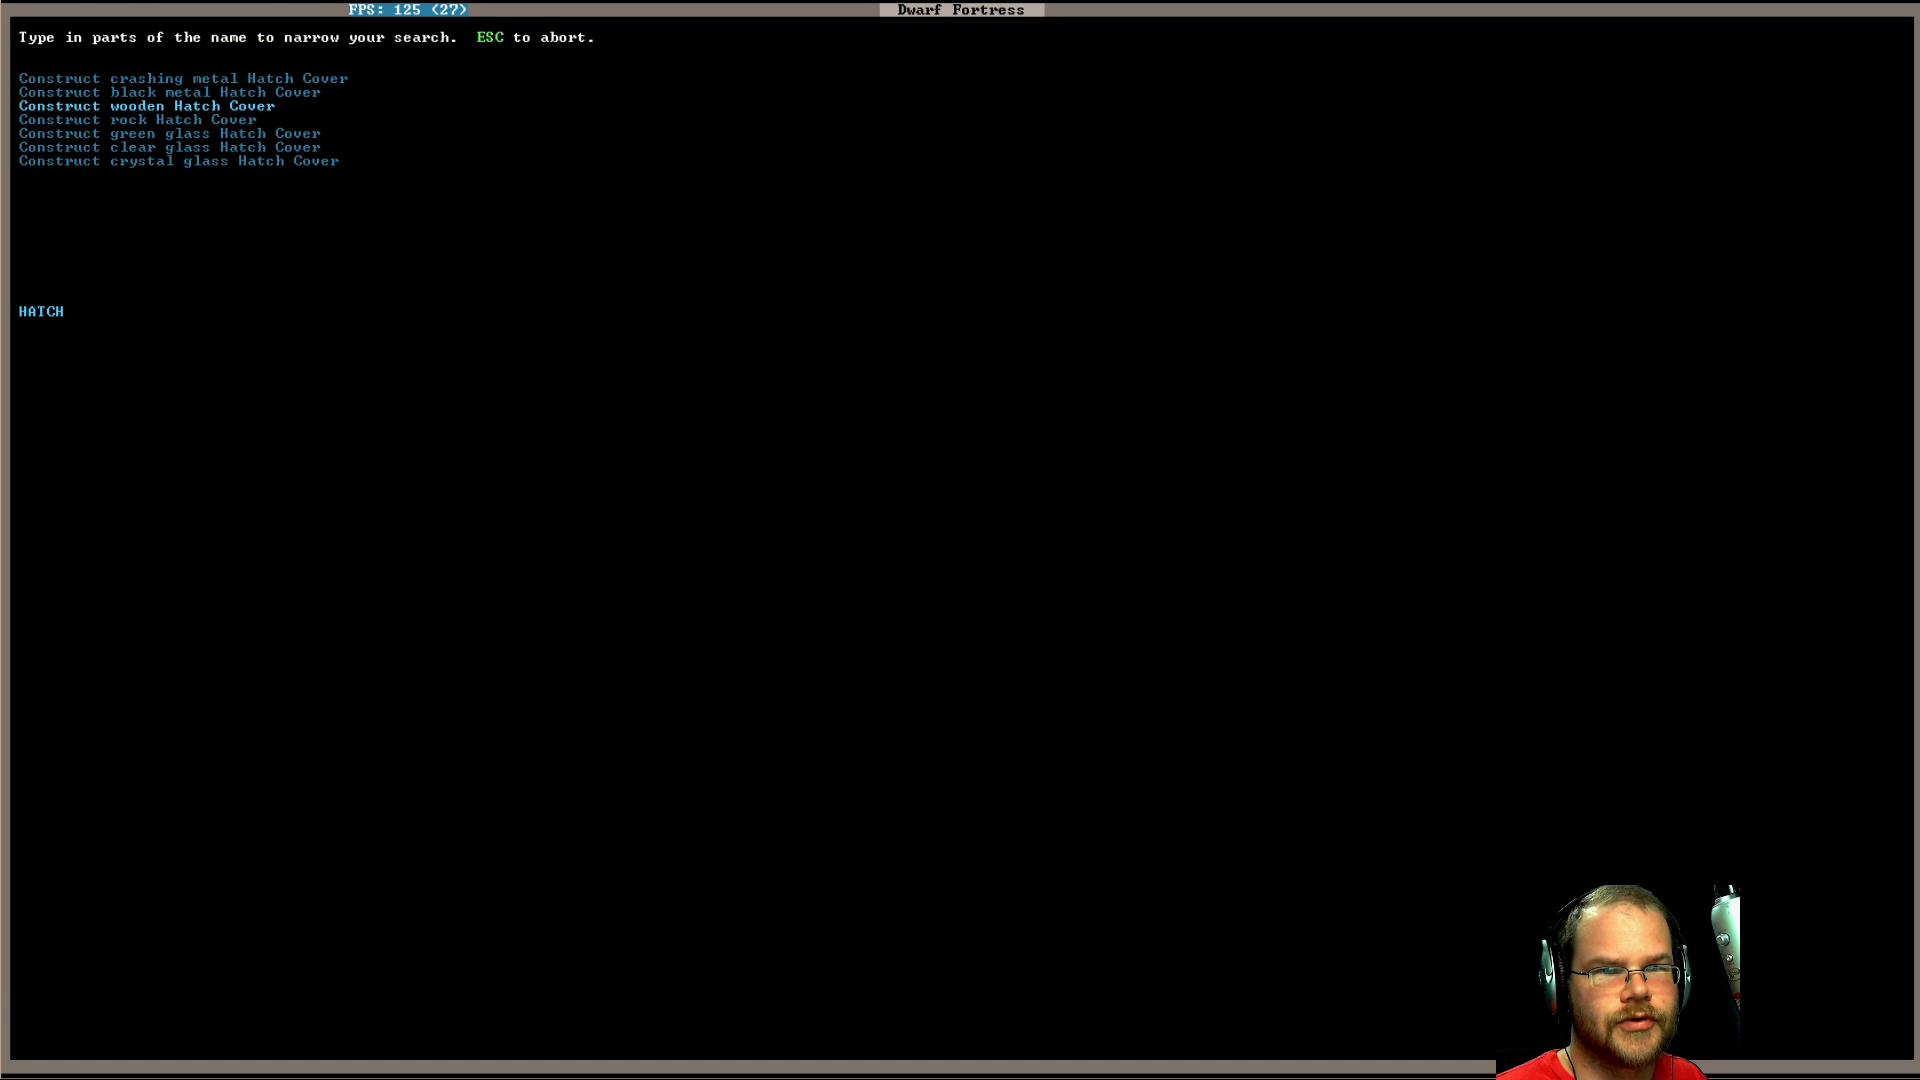 FPS: 125 (27)
Dwarf Fortress
Type in parts of the name to narrow your search.  ESC to abort.
Construct crashing metal Hatch Cover
Construct black metal Hatch Cover
Construct wooden Hatch Cover
Construct rock Hatch Cover
Construct green glass Hatch Cover
Construct clear glass Hatch Cover
Construct crystal glass Hatch Cover
HATCH